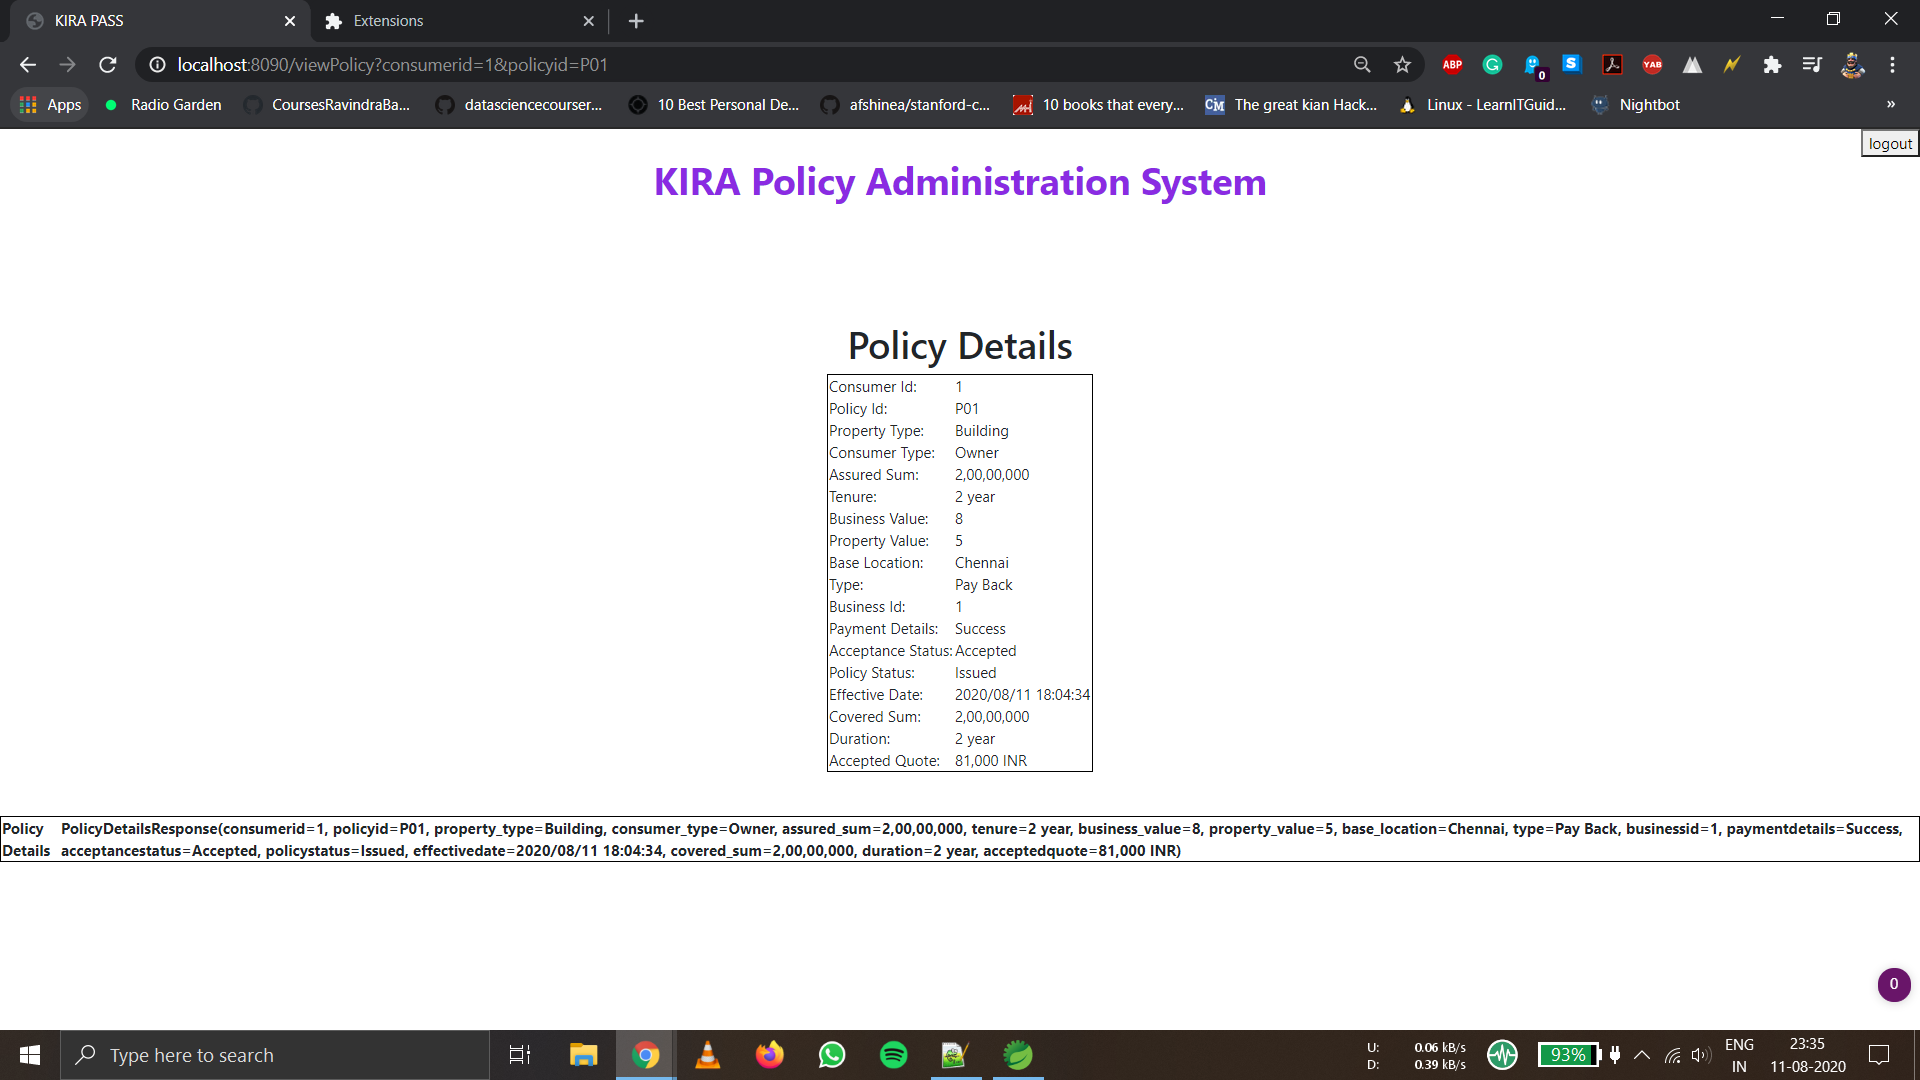 KIRA PASS
Extensions
localhost:8090/viewPolicy?consumerid=1&policyid=P01
ABP
0
S
YAB
Apps
Radio Garden
CoursesRavindraBa...
datasciencecourser...
10 Best Personal De...
afshinea/stanford-c...
10 books that every...
CM
The great kian Hack...
Linux - LearnITGuid...
Nightbot
»
logout
KIRA Policy Administration System
Policy Details
Consumer Id: 1
Policy Id: P01
Property Type: Building
Consumer Type: Owner
Assured Sum: 2,00,00,000
Tenure: 2 year
Business Value: 8
Property Value: 5
Base Location: Chennai
Type: Pay Back
Business Id: 1
Payment Details: Success
Acceptance Status: Accepted
Policy Status: Issued
Effective Date: 2020/08/11 18:04:34
Covered Sum: 2,00,00,000
Duration: 2 year
Accepted Quote: 81,000 INR
Policy Details
PolicyDetailsResponse(consumerid=1, policyid=P01, property_type=Building, consumer_type=Owner, assured_sum=2,00,00,000, tenure=2 year, business_value=8, property_value=5, base_location=Chennai, type=Pay Back, businessid=1, paymentdetails=Success,
acceptancestatus=Accepted, policystatus=Issued, effectivedate=2020/08/11 18:04:34, covered_sum=2,00,00,000, duration=2 year, acceptedquote=81,000 INR)
0
Type here to search
U: 0.06 kB/s
D: 0.39 kB/s
93%
ENG
IN
23:35
11-08-2020